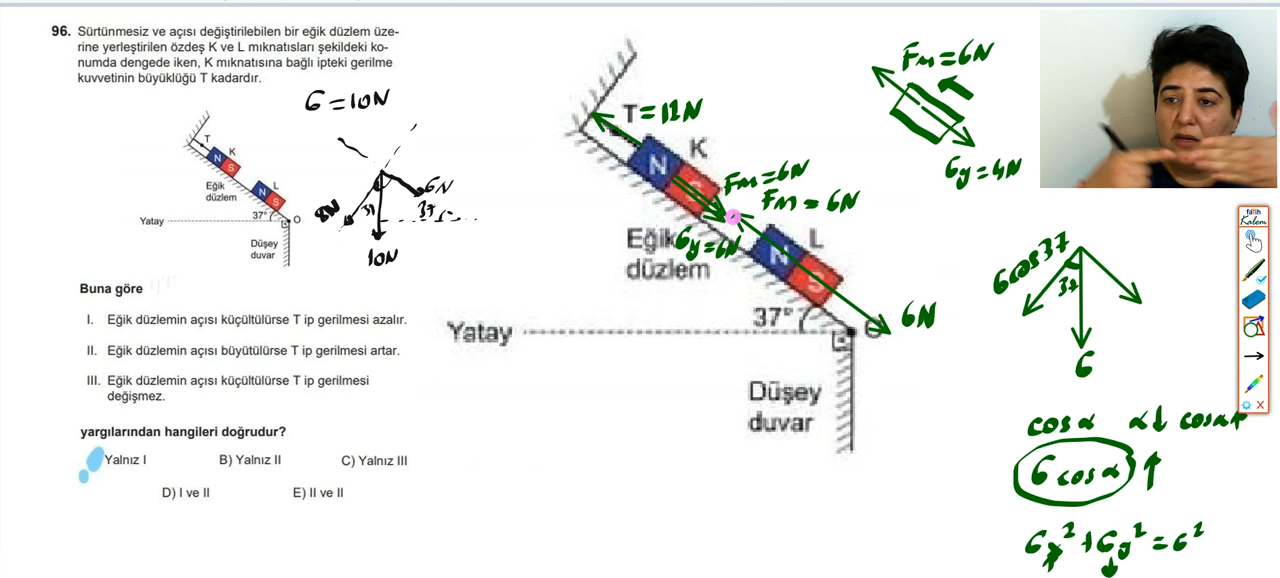 96. Sürtünmesiz ve açısı değiştirilebilen bir eğik düzlem üze-
rine yerleştirilen özdeş K ve L mıknatısları şekildeki ko-
numda dengede iken, K mıknatısına bağlı ipteki gerilme
kuvvetinin büyüklüğü T kadardır.
G = 10N
T
K
N
S
L
N
S
Eğik
düzlem
37°
O
Yatay
Düşey
duvar
8N
37
6N
37
10N
Buna göre
I. Eğik düzlemin açısı küçültülürse T ip gerilmesi azalır.
II. Eğik düzlemin açısı büyütülürse T ip gerilmesi artar.
III. Eğik düzlemin açısı küçültülürse T ip gerilmesi
değişmez.
yargılarından hangileri doğrudur?
Yalnız I B) Yalnız II C) Yalnız III
D) I ve II E) II ve II
T=12N
K
N
S
Fm=6N
Fm=6N
Gy=6N
L
N
S
6N
Eğik
düzlem
37°
O
Yatay
Düşey
duvar
Fm=6N
Gy=4N
Gcos37
37
G
cosα α↓ cosα↑
G cosα ↑
Gx²+Gy²=G²
fatih
Kalem